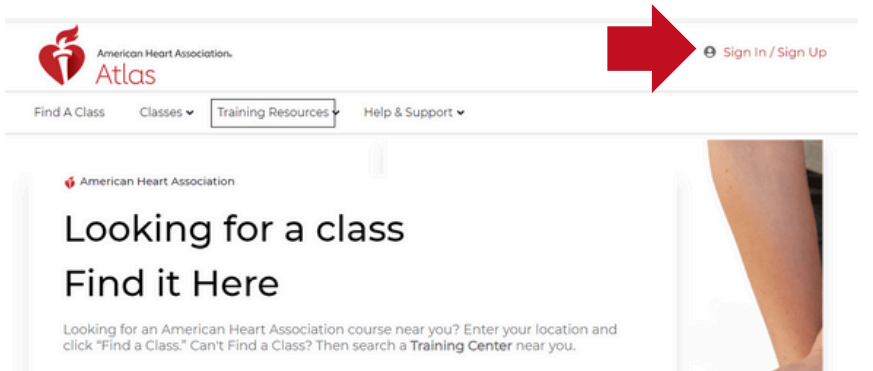 American Heart Association.
Atlas
Sign In / Sign Up
Find A Class Classes Training Resources Help & Support
American Heart Association
Looking for a class
Find it Here
Looking for an American Heart Association course near you? Enter your location and
click "Find a Class." Can't Find a Class? Then search a Training Center near you.